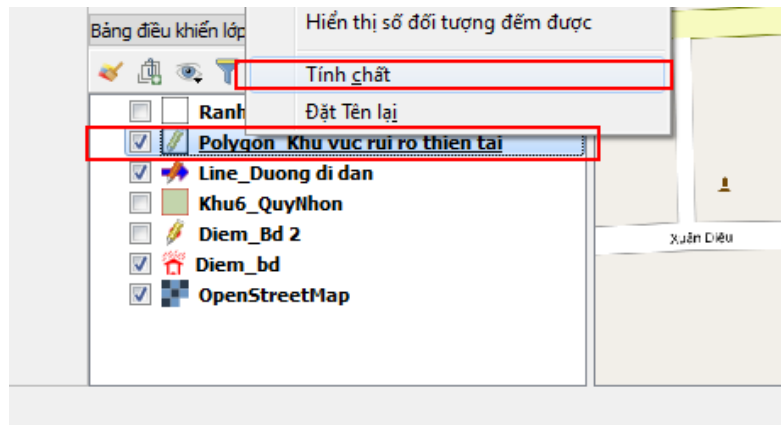 Hiển thị số đối tượng đếm được
Bảng điều khiển lớp
Tính chất
Đặt Tên lại
Ranh
Polygon_Khu vuc rui ro thien tai
Line_Duong di dan
Khu6_QuyNhon
Diem_Bd 2
Diem_bd
OpenStreetMap
Xuân Diệu